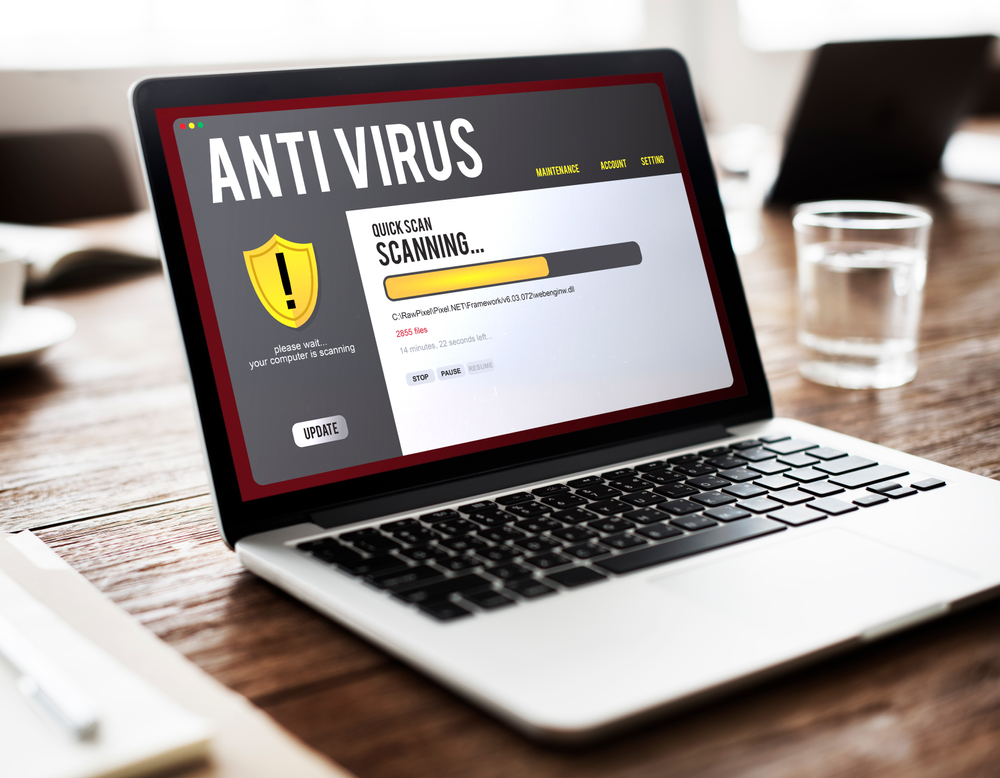 ANTI VIRUS
MAINTENANCE ACCOUNT SETTING
QUICK SCAN
SCANNING...
C:\RawPixel\Pixel.NET\Framework\v6.03.072\webenginw.dll
2855 files
14 minutes, 22 seconds left...
STOP PAUSE RESUME
!
please wait...
your computer is scanning
UPDATE